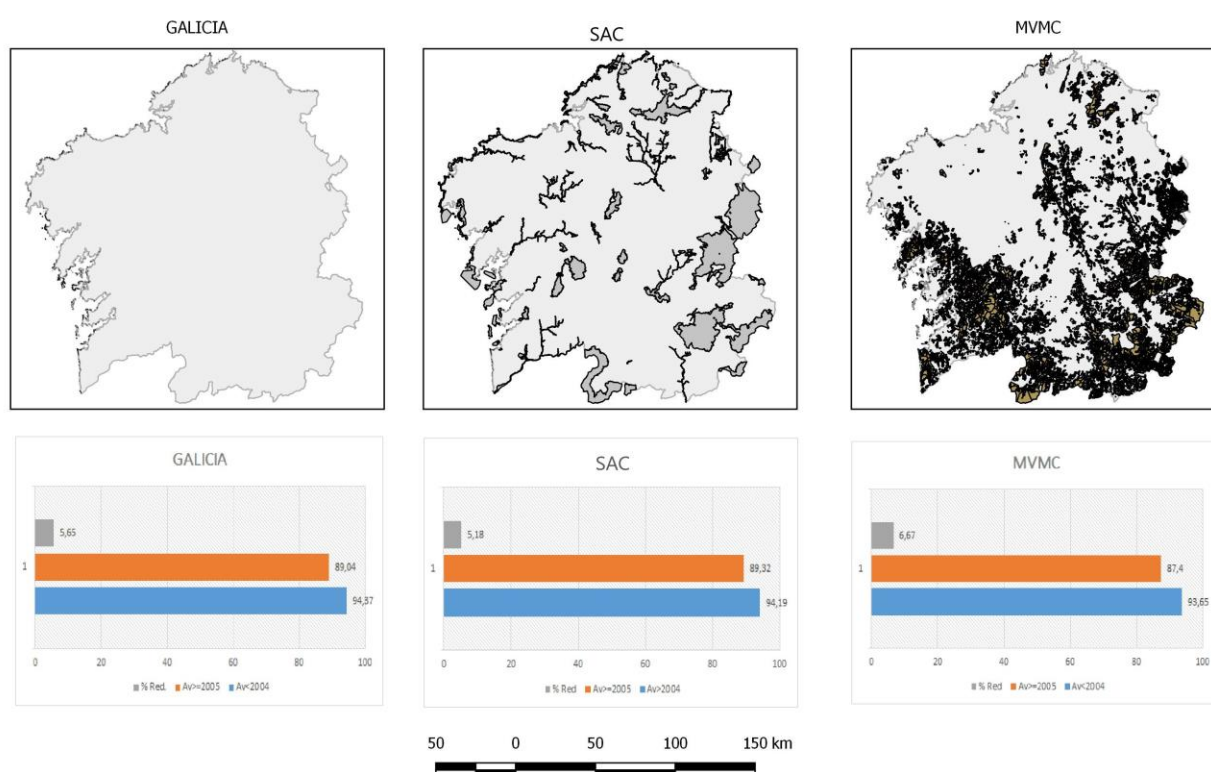 GALICIA
SAC
MVMC
GALICIA
5,65
1
89,04
94,37
0 20 40 60 80 100
% Red. Av>=2005 Av<2004
SAC
5,18
1
89,32
94,19
0 20 40 60 80 100
% Red Av>=2005 Av>2004
MVMC
6,67
1
87,4
93,65
0 20 40 60 80 100
% Red Av>=2005 Av<2004
50 0 50 100 150 km